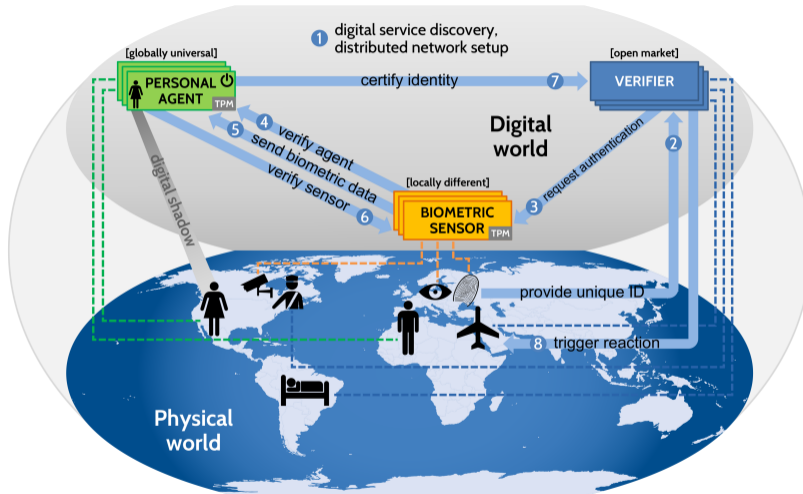 1 digital service discovery,
distributed network setup
[globally universal]
PERSONAL
AGENT
TPM
certify identity 7
[open market]
VERIFIER
Digital
world
4 verify agent
5 send biometric data
verify sensor 6
digital shadow
2
3 request authentication
[locally different]
BIOMETRIC
SENSOR
TPM
provide unique ID
8 trigger reaction
Physical
world